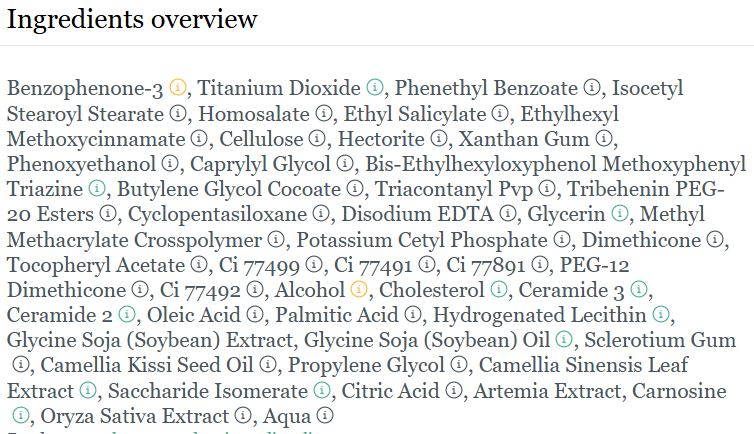 Ingredients overview
Benzophenone-3, Titanium Dioxide, Phenethyl Benzoate, Isocetyl
Stearoyl Stearate, Homosalate, Ethyl Salicylate, Ethylhexyl
Methoxycinnamate, Cellulose, Hectorite, Xanthan Gum,
Phenoxyethanol, Caprylyl Glycol, Bis-Ethylhexyloxyphenol Methoxyphenyl
Triazine, Butylene Glycol Cocoate, Triacontanyl Pvp, Tribehenin PEG-
20 Esters, Cyclopentasiloxane, Disodium EDTA, Glycerin, Methyl
Methacrylate Crosspolymer, Potassium Cetyl Phosphate, Dimethicone,
Tocopheryl Acetate, Ci 77499, Ci 77491, Ci 77891, PEG-12
Dimethicone, Ci 77492, Alcohol, Cholesterol, Ceramide 3,
Ceramide 2, Oleic Acid, Palmitic Acid, Hydrogenated Lecithin,
Glycine Soja (Soybean) Extract, Glycine Soja (Soybean) Oil, Sclerotium Gum
, Camellia Kissi Seed Oil, Propylene Glycol, Camellia Sinensis Leaf
Extract, Saccharide Isomerate, Citric Acid, Artemia Extract, Carnosine
, Oryza Sativa Extract, Aqua